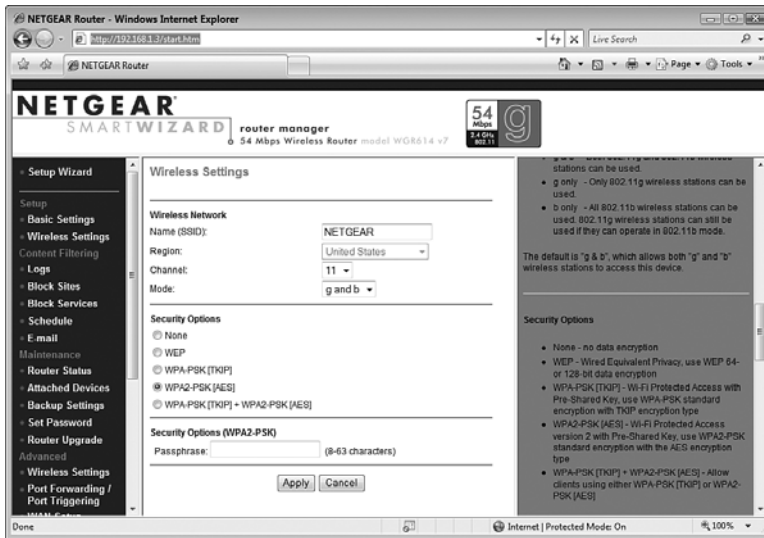 NETGEAR Router - Windows Internet Explorer
http://192.168.1.3/start.htm
Live Search
NETGEAR Router
Page
Tools
NETGEAR
SMARTWIZARD
router manager
54 Mbps Wireless Router model WGR614 v7
54
Mbps
2.4 GHz
802.11
g
Setup Wizard
Setup
Basic Settings
Wireless Settings
Content Filtering
Logs
Block Sites
Block Services
Schedule
E-mail
Maintenance
Router Status
Attached Devices
Backup Settings
Set Password
Router Upgrade
Advanced
Wireless Settings
Port Forwarding /
Port Triggering
WAN Setup
Wireless Settings
Wireless Network
Name (SSID): NETGEAR
Region: United States
Channel: 11
Mode: g and b
Security Options
None
WEP
WPA-PSK [TKIP]
WPA2-PSK [AES]
WPA-PSK [TKIP] + WPA2-PSK [AES]
Security Options (WPA2-PSK)
Passphrase: (8-63 characters)
Apply Cancel
stations can be used.
g only - Only 802.11g wireless stations can be
used.
b only - All 802.11b wireless stations can be
used. 802.11g wireless stations can still be
used if they can operate in 802.11b mode.
The default is "g & b", which allows both "g" and "b"
wireless stations to access this device.
Security Options
None - no data encryption
WEP - Wired Equivalent Privacy, use WEP 64-
or 128-bit data encryption
WPA-PSK [TKIP] - Wi-Fi Protected Access with
Pre-Shared Key, use WPA-PSK standard
encryption with TKIP encryption type
WPA2-PSK [AES] - Wi-Fi Protected Access
version 2 with Pre-Shared Key, use WPA2-PSK
standard encryption with the AES encryption
type
WPA-PSK [TKIP] + WPA2-PSK [AES] - Allow
clients using either WPA-PSK [TKIP] or WPA2-
PSK [AES]
Done
Internet | Protected Mode: On
100%